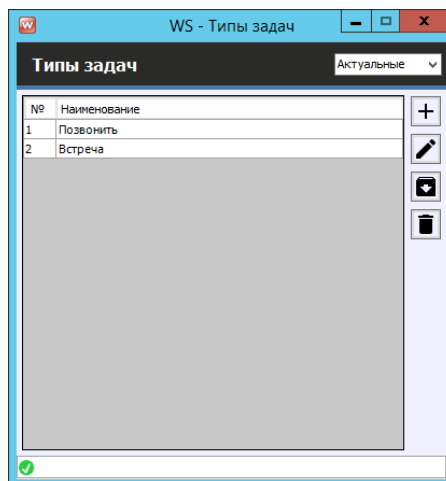 WS - Типы задач
Типы задач
Актуальные
№ Наименование
1 Позвонить
2 Встреча